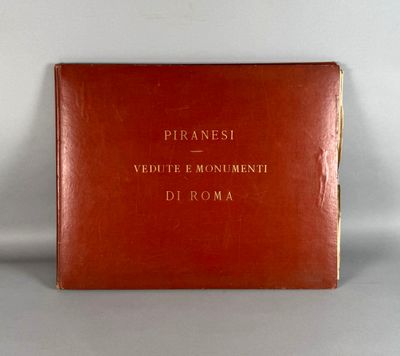 PIRANESI
VEDUTE E MONUMENTI
DI ROMA